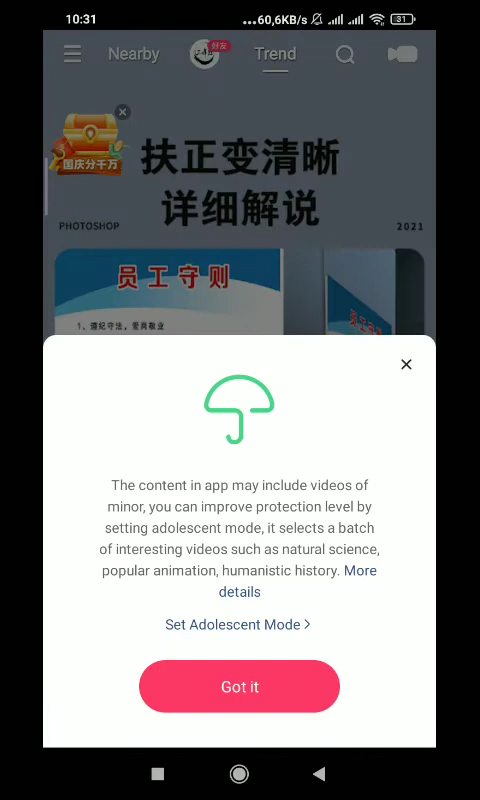 10:31
...60,6KB/s
31
Nearby
好友
Trend
国庆分千万
扶正变清晰
详细解说
PHOTOSHOP
2021
员工守则
员工守则
1、遵纪守法，爱岗敬业
The content in app may include videos of
minor, you can improve protection level by
setting adolescent mode, it selects a batch
of interesting videos such as natural science,
popular animation, humanistic history. More
details
Set Adolescent Mode >
Got it